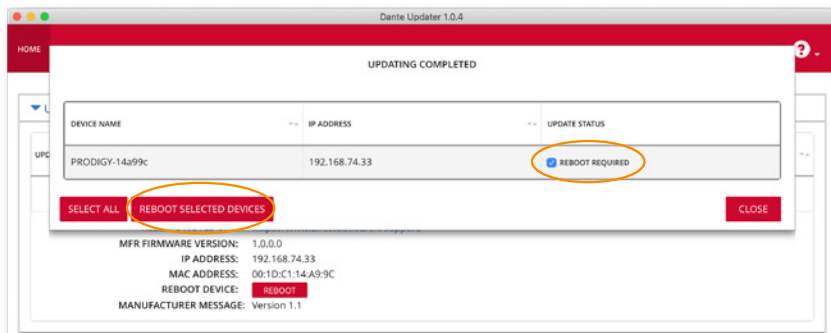 Dante Updater 1.0.4
HOME
?
UPDATING COMPLETED
DEVICE NAME IP ADDRESS UPDATE STATUS
PRODIGY-14a99c 192.168.74.33 REBOOT REQUIRED
SELECT ALL REBOOT SELECTED DEVICES CLOSE
MFR FIRMWARE VERSION: 1.0.0.0
IP ADDRESS: 192.168.74.33
MAC ADDRESS: 00:1D:C1:14:A9:9C
REBOOT DEVICE: REBOOT
MANUFACTURER MESSAGE: Version 1.1